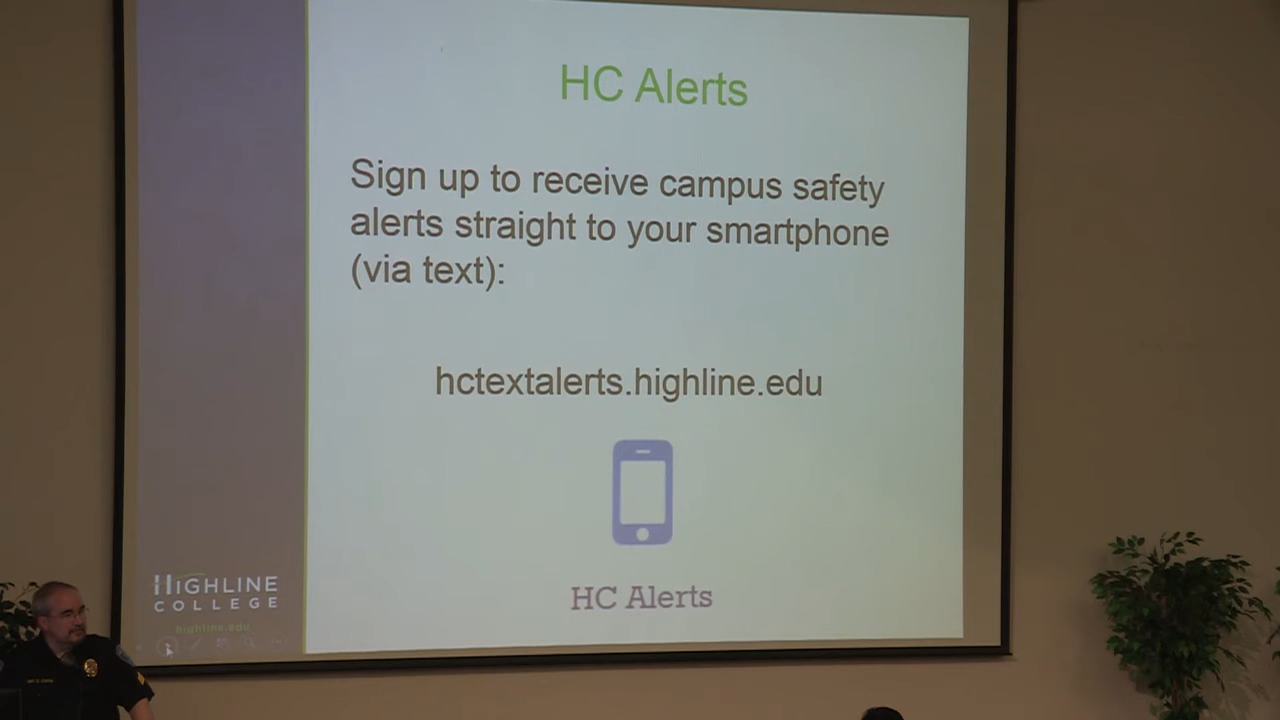 HC Alerts
Sign up to receive campus safety
alerts straight to your smartphone
(via text):
hctextalerts.highline.edu
HC Alerts
HIGHLINE
COLLEGE
highline.edu